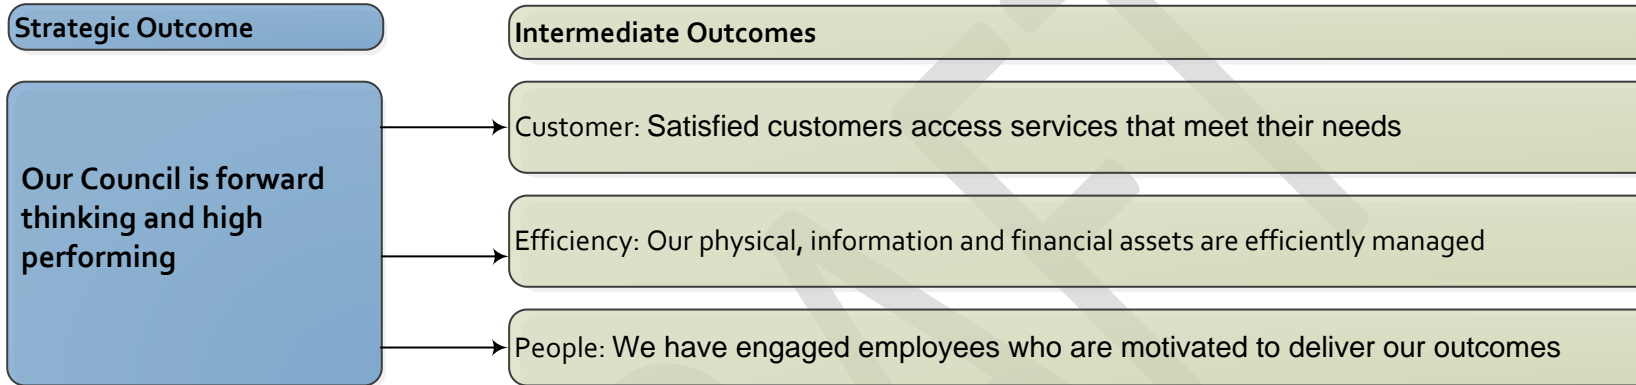 Strategic Outcome
Intermediate Outcomes
Our Council is forward
thinking and high
performing
Customer: Satisfied customers access services that meet their needs
Efficiency: Our physical, information and financial assets are efficiently managed
People: We have engaged employees who are motivated to deliver our outcomes